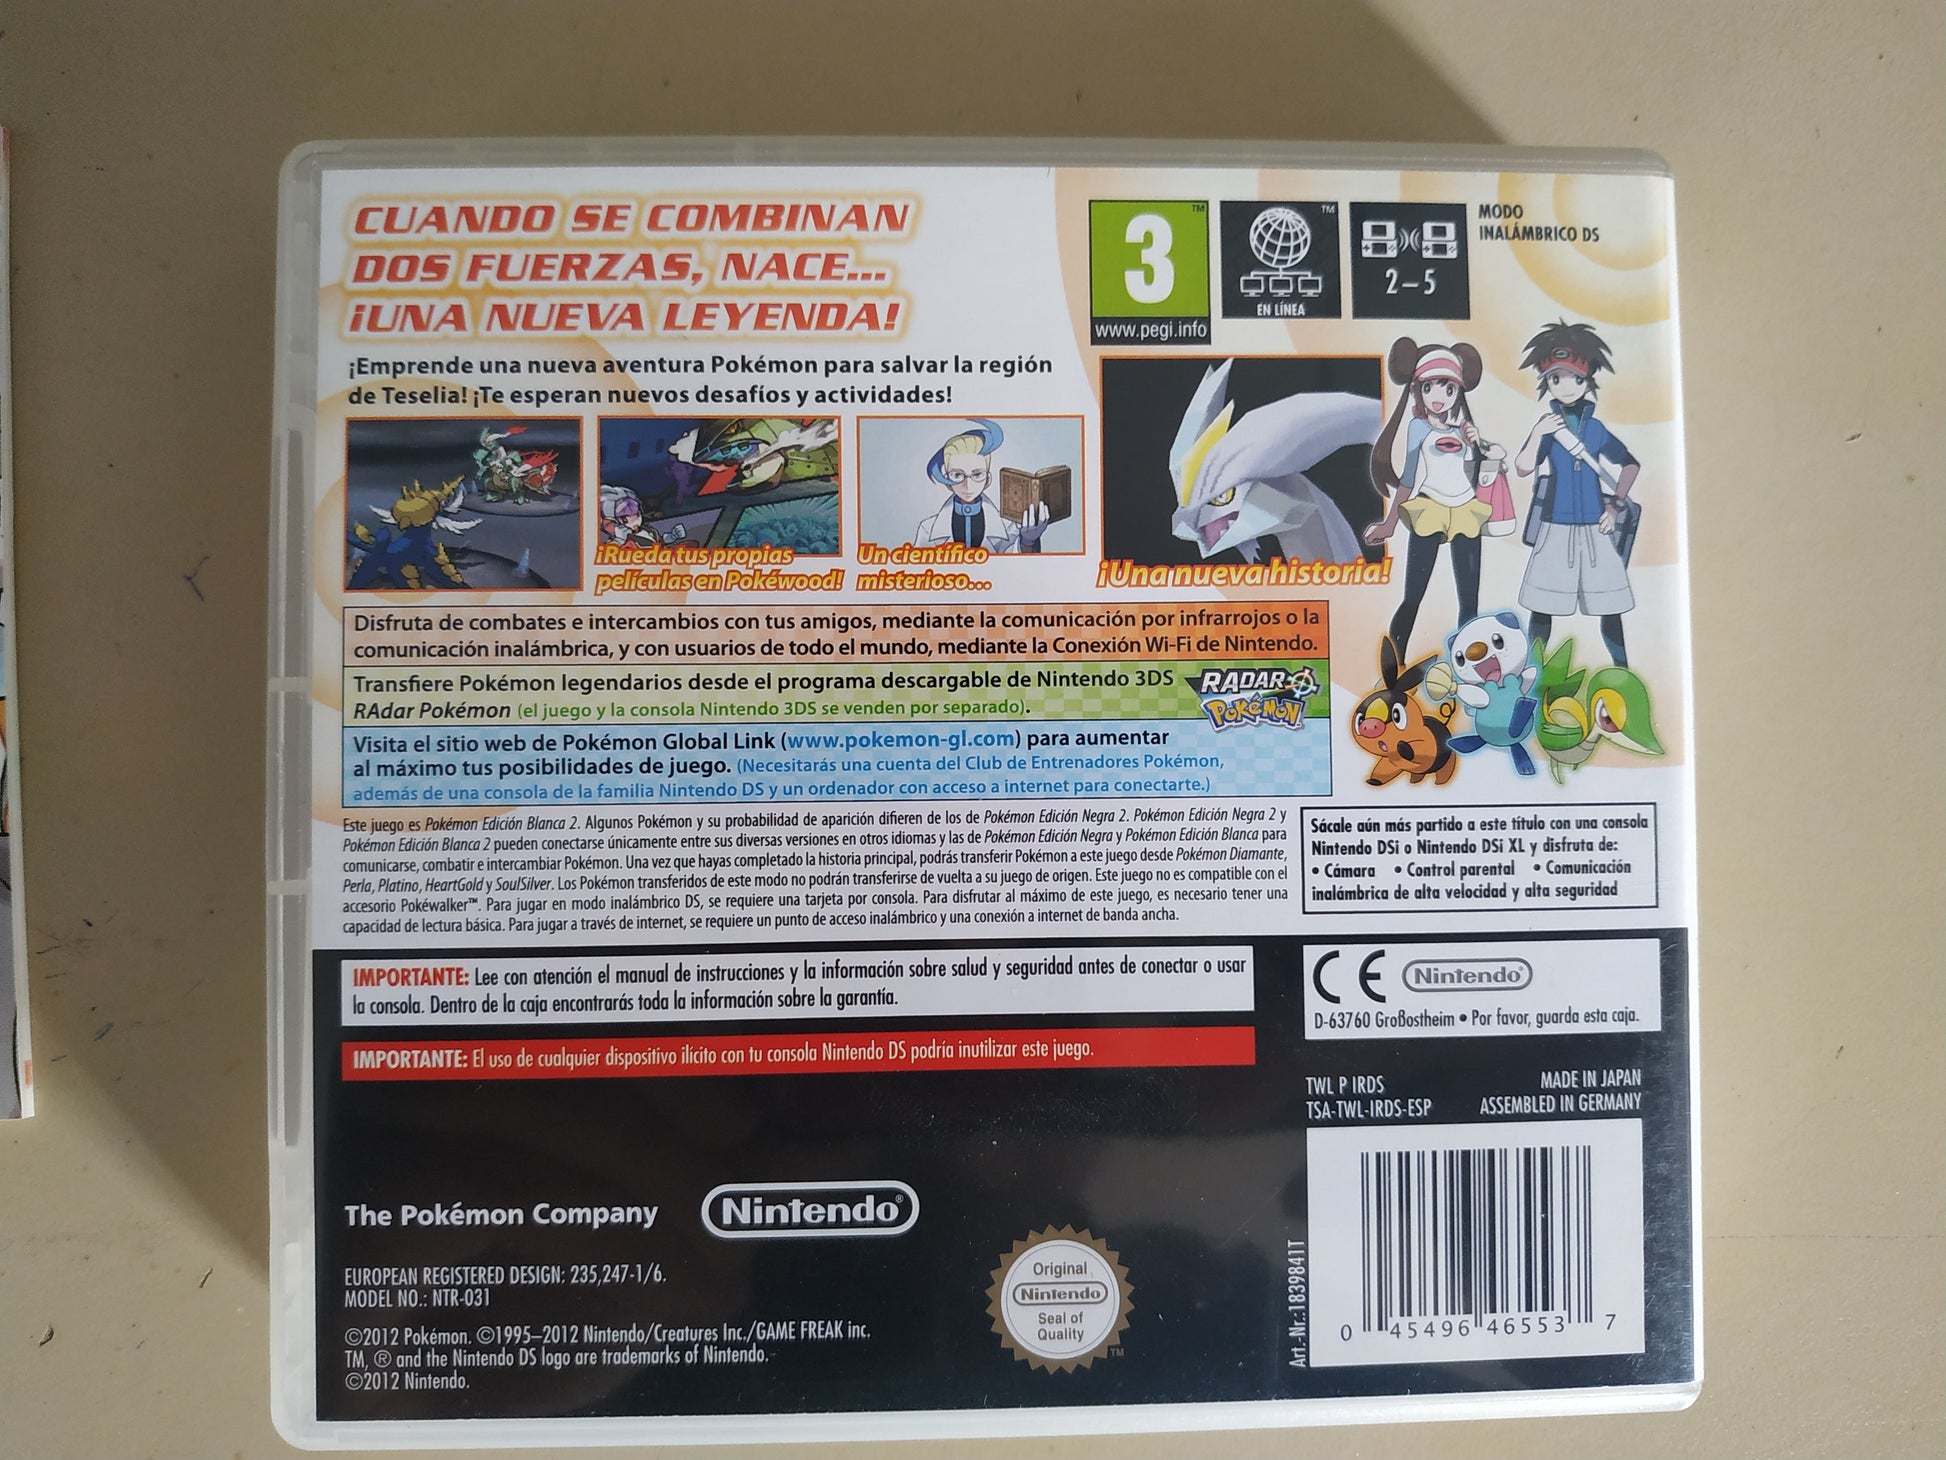 CUANDO SE COMBINAN
DOS FUERZAS, NACE...
¡UNA NUEVA LEYENDA!
¡Emprende una nueva aventura Pokémon para salvar la región
de Teselia! ¡Te esperan nuevos desafíos y actividades!
3™
www.pegi.info
™
EN LÍNEA
2–5
MODO
INALÁMBRICO DS
¡Rueda tus propias
películas en Pokéwood!
Un científico
misterioso...
¡Una nueva historia!
Disfruta de combates e intercambios con tus amigos, mediante la comunicación por infrarrojos o la
comunicación inalámbrica, y con usuarios de todo el mundo, mediante la Conexión Wi-Fi de Nintendo.
Transfiere Pokémon legendarios desde el programa descargable de Nintendo 3DS
RAdar Pokémon (el juego y la consola Nintendo 3DS se venden por separado).
RADAR
POKéMON
Visita el sitio web de Pokémon Global Link (www.pokemon-gl.com) para aumentar
al máximo tus posibilidades de juego. (Necesitarás una cuenta del Club de Entrenadores Pokémon,
además de una consola de la familia Nintendo DS y un ordenador con acceso a internet para conectarte.)
Este juego es Pokémon Edición Blanca 2. Algunos Pokémon y su probabilidad de aparición difieren de los de Pokémon Edición Negra 2. Pokémon Edición Negra 2 y
Pokémon Edición Blanca 2 pueden conectarse únicamente entre sus diversas versiones en otros idiomas y las de Pokémon Edición Negra y Pokémon Edición Blanca para
comunicarse, combatir e intercambiar Pokémon. Una vez que hayas completado la historia principal, podrás transferir Pokémon a este juego desde Pokémon Diamante,
Perla, Platino, HeartGold y SoulSilver. Los Pokémon transferidos de este modo no podrán transferirse de vuelta a su juego de origen. Este juego no es compatible con el
accesorio Pokéwalker™. Para jugar en modo inalámbrico DS, se requiere una tarjeta por consola. Para disfrutar al máximo de este juego, es necesario tener una
capacidad de lectura básica. Para jugar a través de internet, se requiere un punto de acceso inalámbrico y una conexión a internet de banda ancha.
Sácale aún más partido a este título con una consola
Nintendo DSi o Nintendo DSi XL y disfruta de:
• Cámara • Control parental • Comunicación
inalámbrica de alta velocidad y alta seguridad
IMPORTANTE: Lee con atención el manual de instrucciones y la información sobre salud y seguridad antes de conectar o usar
la consola. Dentro de la caja encontrarás toda la información sobre la garantía.
IMPORTANTE: El uso de cualquier dispositivo ilícito con tu consola Nintendo DS podría inutilizar este juego.
CE Nintendo®
D-63760 Großostheim • Por favor, guarda esta caja.
TWL P IRDS
TSA-TWL-IRDS-ESP
MADE IN JAPAN
ASSEMBLED IN GERMANY
The Pokémon Company
Nintendo®
EUROPEAN REGISTERED DESIGN: 235,247-1/6.
MODEL NO.: NTR-031
©2012 Pokémon. ©1995–2012 Nintendo/Creatures Inc./GAME FREAK inc.
TM, ® and the Nintendo DS logo are trademarks of Nintendo.
©2012 Nintendo.
Original
Nintendo
Seal of
Quality
TM
Art.-Nr.:1839841T
0 45496 46553 7